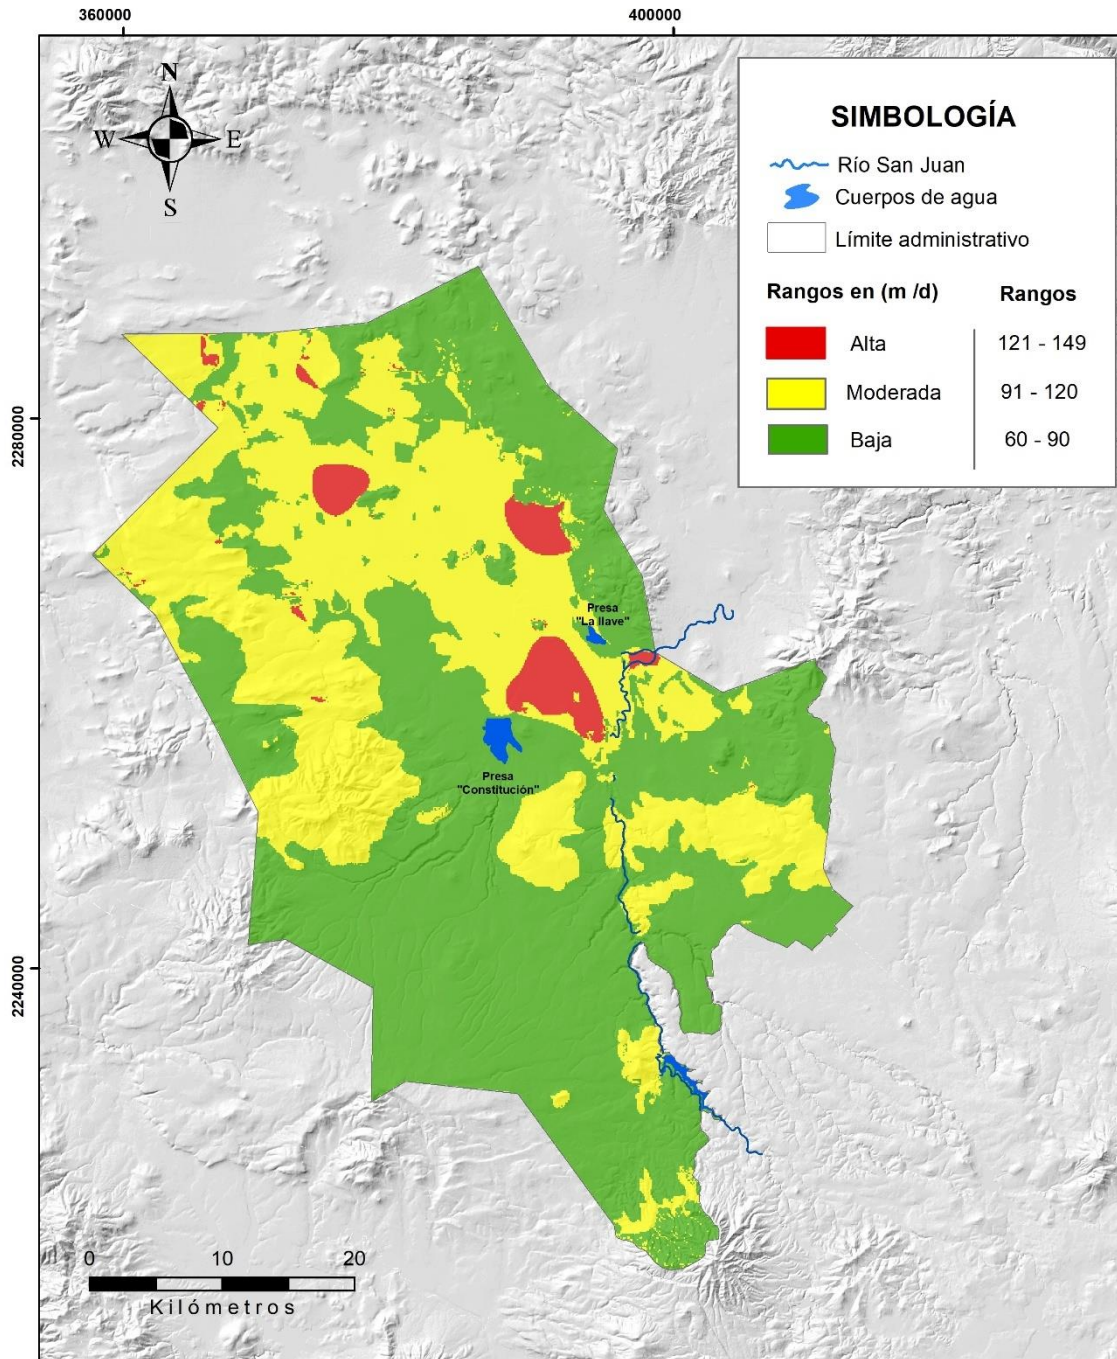 360000
400000
N
W
E
S
SIMBOLOGÍA
Río San Juan
Cuerpos de agua
Límite administrativo
Rangos en (m /d) Rangos
Alta 121 - 149
Moderada 91 - 120
Baja 60 - 90
2280000
Presa
"La llave"
Presa
"Constitución"
2240000
0 10 20
Kilómetros